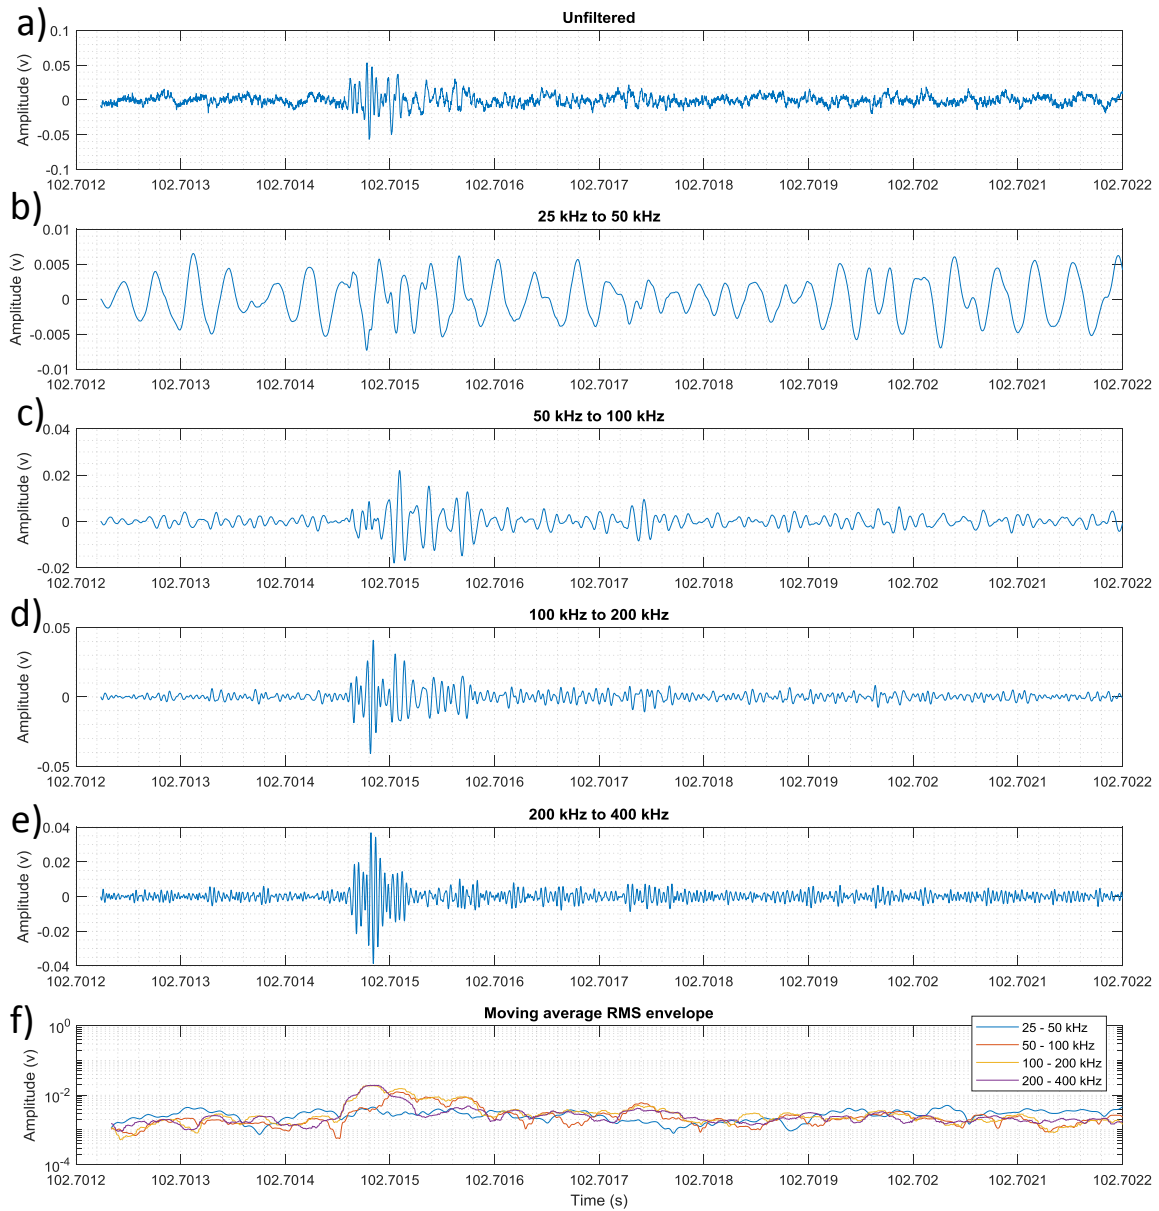 a)
Unfiltered
Amplitude (v)
0.1
0.05
0
-0.05
-0.1
102.7012 102.7013 102.7014 102.7015 102.7016 102.7017 102.7018 102.7019 102.702 102.7021 102.7022
b)
25 kHz to 50 kHz
Amplitude (v)
0.01
0.005
0
-0.005
-0.01
102.7012 102.7013 102.7014 102.7015 102.7016 102.7017 102.7018 102.7019 102.702 102.7021 102.7022
c)
50 kHz to 100 kHz
Amplitude (v)
0.04
0.02
0
-0.02
102.7012 102.7013 102.7014 102.7015 102.7016 102.7017 102.7018 102.7019 102.702 102.7021 102.7022
d)
100 kHz to 200 kHz
Amplitude (v)
0.05
0
-0.05
102.7012 102.7013 102.7014 102.7015 102.7016 102.7017 102.7018 102.7019 102.702 102.7021 102.7022
e)
200 kHz to 400 kHz
Amplitude (v)
0.04
0.02
0
-0.02
-0.04
102.7012 102.7013 102.7014 102.7015 102.7016 102.7017 102.7018 102.7019 102.702 102.7021 102.7022
f)
Moving average RMS envelope
Amplitude (v)
10^0
10^-2
10^-4
25 - 50 kHz
50 - 100 kHz
100 - 200 kHz
200 - 400 kHz
102.7012 102.7013 102.7014 102.7015 102.7016 102.7017 102.7018 102.7019 102.702 102.7021 102.7022
Time (s)